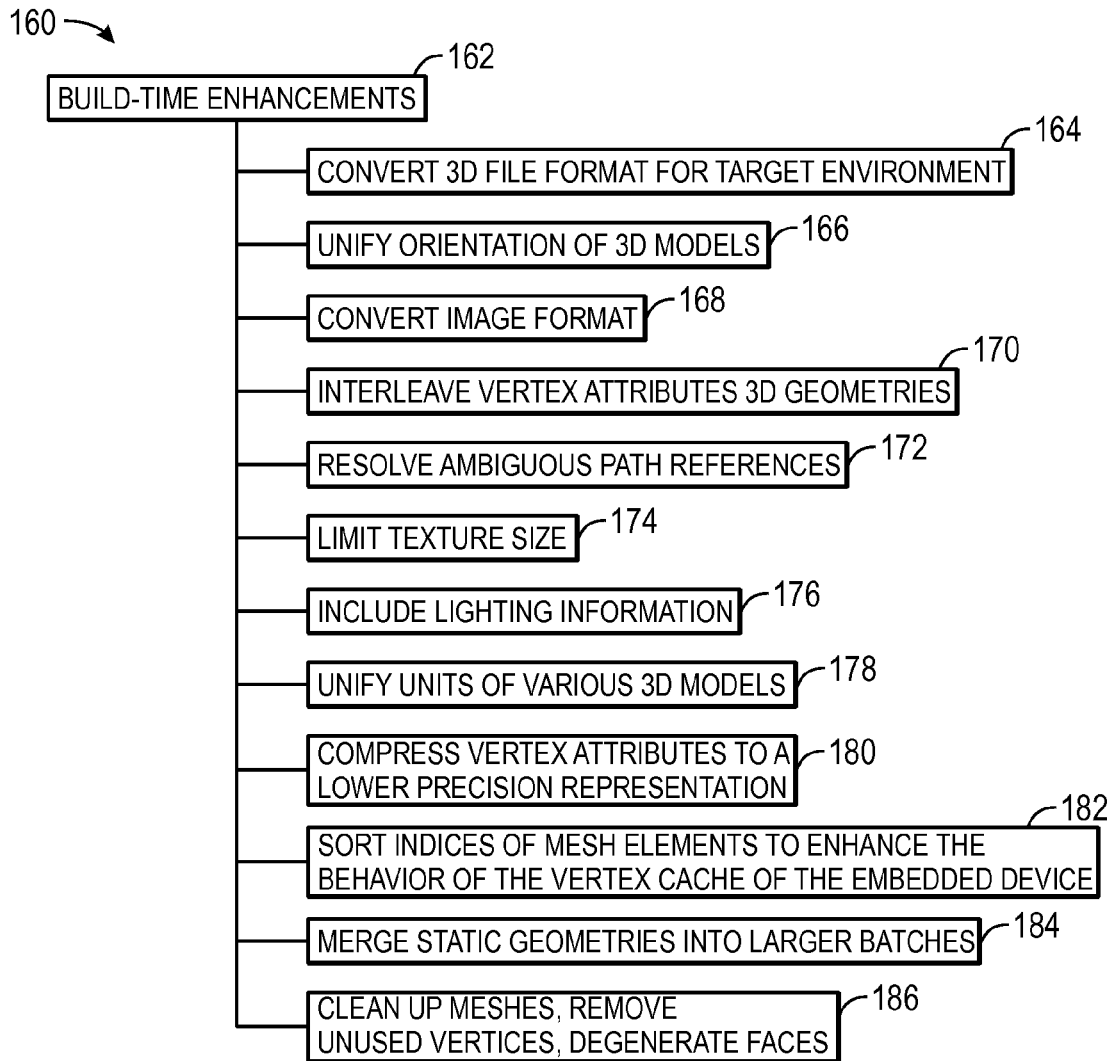 160
162
BUILD-TIME ENHANCEMENTS
164
CONVERT 3D FILE FORMAT FOR TARGET ENVIRONMENT
166
UNIFY ORIENTATION OF 3D MODELS
168
CONVERT IMAGE FORMAT
170
INTERLEAVE VERTEX ATTRIBUTES 3D GEOMETRIES
172
RESOLVE AMBIGUOUS PATH REFERENCES
174
LIMIT TEXTURE SIZE
176
INCLUDE LIGHTING INFORMATION
178
UNIFY UNITS OF VARIOUS 3D MODELS
180
COMPRESS VERTEX ATTRIBUTES TO A
LOWER PRECISION REPRESENTATION
182
SORT INDICES OF MESH ELEMENTS TO ENHANCE THE
BEHAVIOR OF THE VERTEX CACHE OF THE EMBEDDED DEVICE
184
MERGE STATIC GEOMETRIES INTO LARGER BATCHES
186
CLEAN UP MESHES, REMOVE
UNUSED VERTICES, DEGENERATE FACES